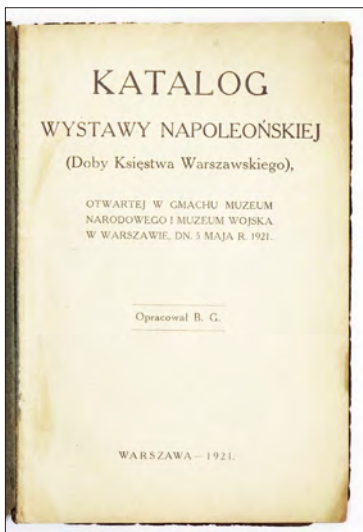 KATALOG
WYSTAWY NAPOLEOŃSKIEJ
(Doby Księstwa Warszawskiego),
OTWARTEJ W GMACHU MUZEUM
NARODOWEGO I MUZEUM WOJSKA
W WARSZAWIE, DN. 5 MAJA R. 1921.
Opracował B. G.
WARSZAWA—1921.